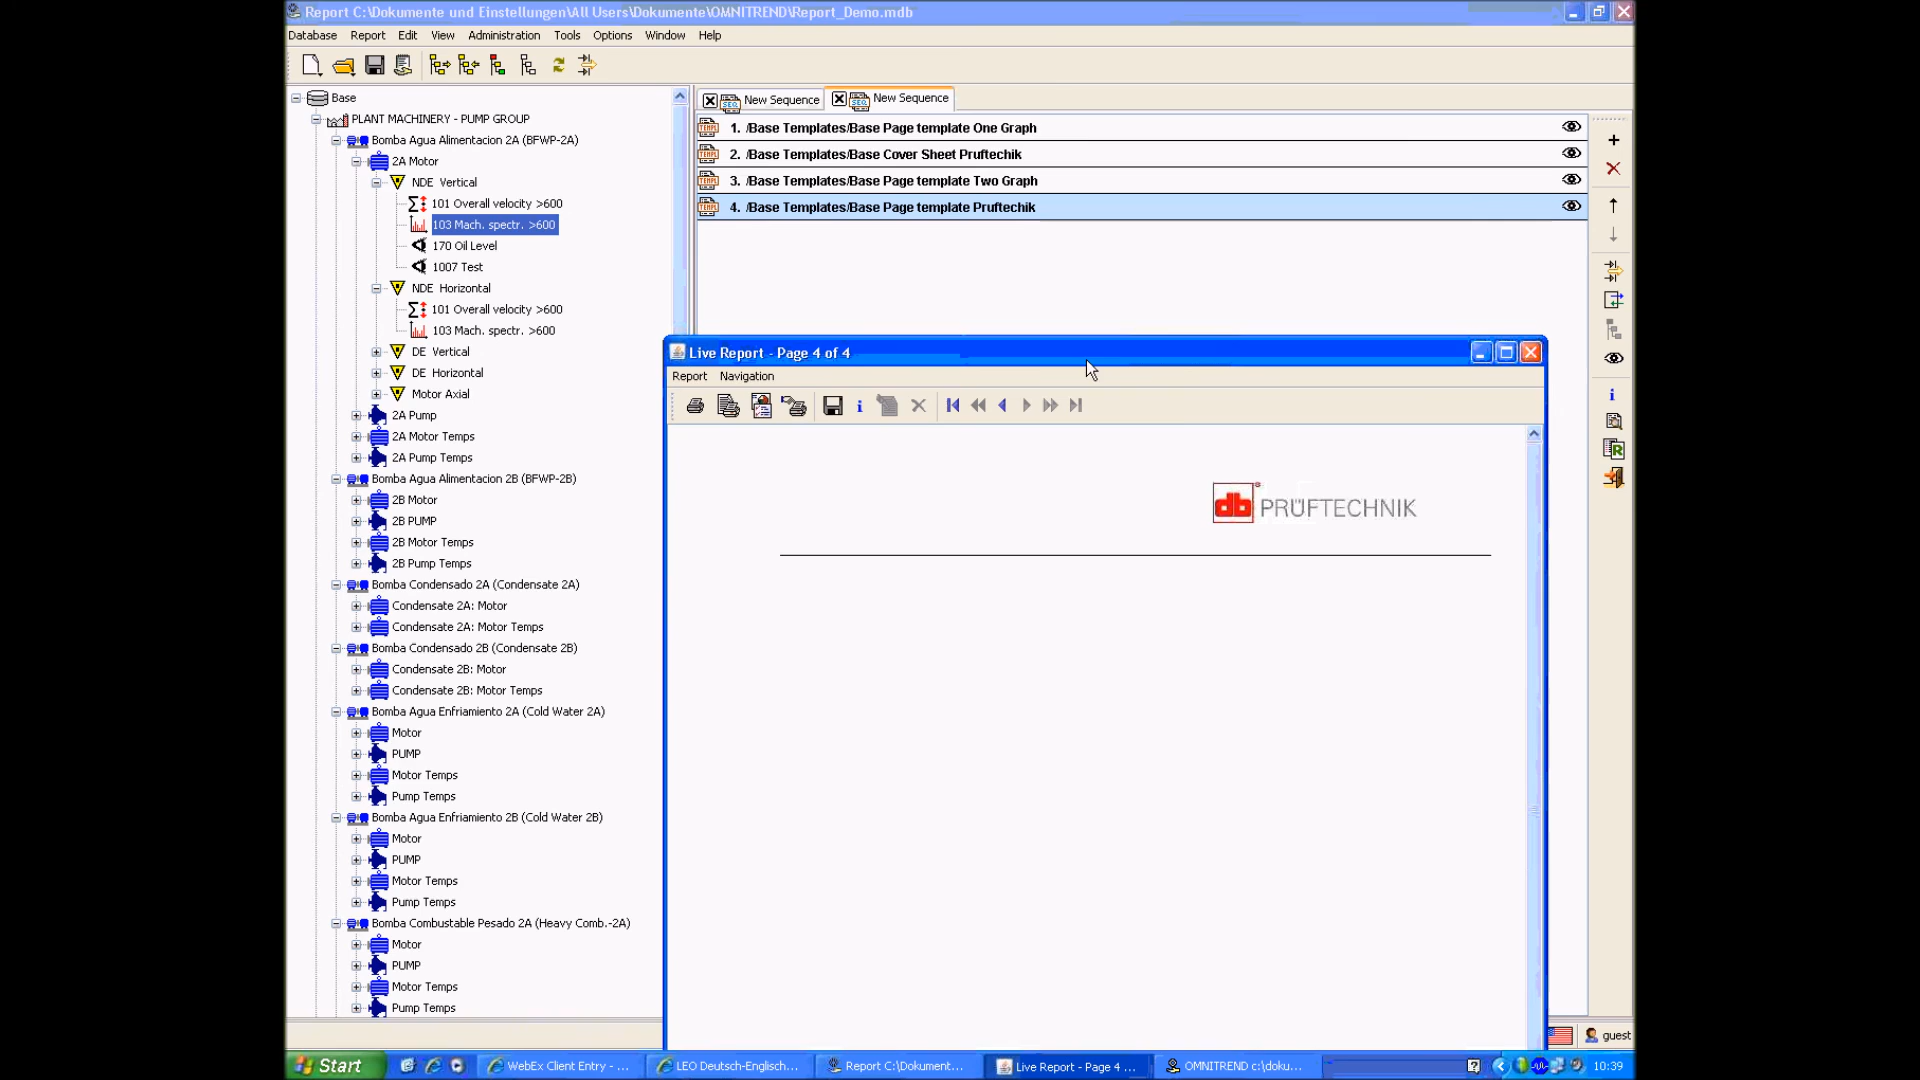 Report C:\Dokumente und Einstellungen\All Users\Dokumente\OMNITREND\Report_Demo.mdb
Database Report Edit View Administration Tools Options Window Help
Base
PLANT MACHINERY - PUMP GROUP
Bomba Agua Alimentacion 2A (BFWP-2A)
2A Motor
NDE Vertical
101 Overall velocity >600
103 Mach. spectr. >600
170 Oil Level
1007 Test
NDE Horizontal
101 Overall velocity >600
103 Mach. spectr. >600
DE Vertical
DE Horizontal
Motor Axial
2A Pump
2A Motor Temps
2A Pump Temps
Bomba Agua Alimentacion 2B (BFWP-2B)
2B Motor
2B PUMP
2B Motor Temps
2B Pump Temps
Bomba Condensado 2A (Condensate 2A)
Condensate 2A: Motor
Condensate 2A: Motor Temps
Bomba Condensado 2B (Condensate 2B)
Condensate 2B: Motor
Condensate 2B: Motor Temps
Bomba Agua Enfriamiento 2A (Cold Water 2A)
Motor
PUMP
Motor Temps
Pump Temps
Bomba Agua Enfriamiento 2B (Cold Water 2B)
Motor
PUMP
Motor Temps
Pump Temps
Bomba Combustable Pesado 2A (Heavy Comb.-2A)
Motor
PUMP
Motor Temps
Pump Temps
New Sequence New Sequence
1. /Base Templates/Base Page template One Graph
2. /Base Templates/Base Cover Sheet Pruftechik
3. /Base Templates/Base Page template Two Graph
4. /Base Templates/Base Page template Pruftechik
Live Report - Page 4 of 4
Report Navigation
db PRÜFTECHNIK
guest
Start WebEx Client Entry - ... LEO Deutsch-Englisch... Report C:\Dokument... Live Report - Page 4 ... OMNITREND c:\doku... 10:39